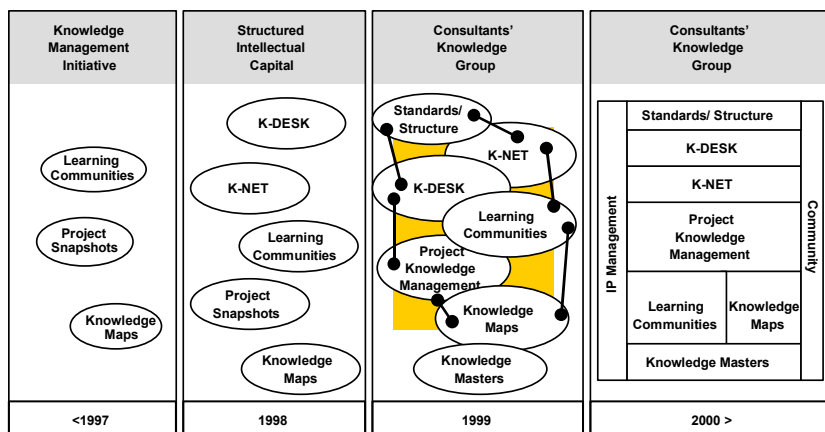 Knowledge
Management
Initiative
Learning
Communities
Project
Snapshots
Knowledge
Maps
<1997
Structured
Intellectual
Capital
K-DESK
K-NET
Learning
Communities
Project
Snapshots
Knowledge
Maps
1998
Consultants'
Knowledge
Group
Standards/
Structure
K-NET
K-DESK
Learning
Communities
Project
Knowledge
Management
Knowledge
Maps
Knowledge
Masters
1999
Consultants'
Knowledge
Group
IP Management
Standards/ Structure
K-DESK
K-NET
Project
Knowledge
Management
Learning
Communities
Knowledge
Maps
Knowledge Masters
Community
2000 >